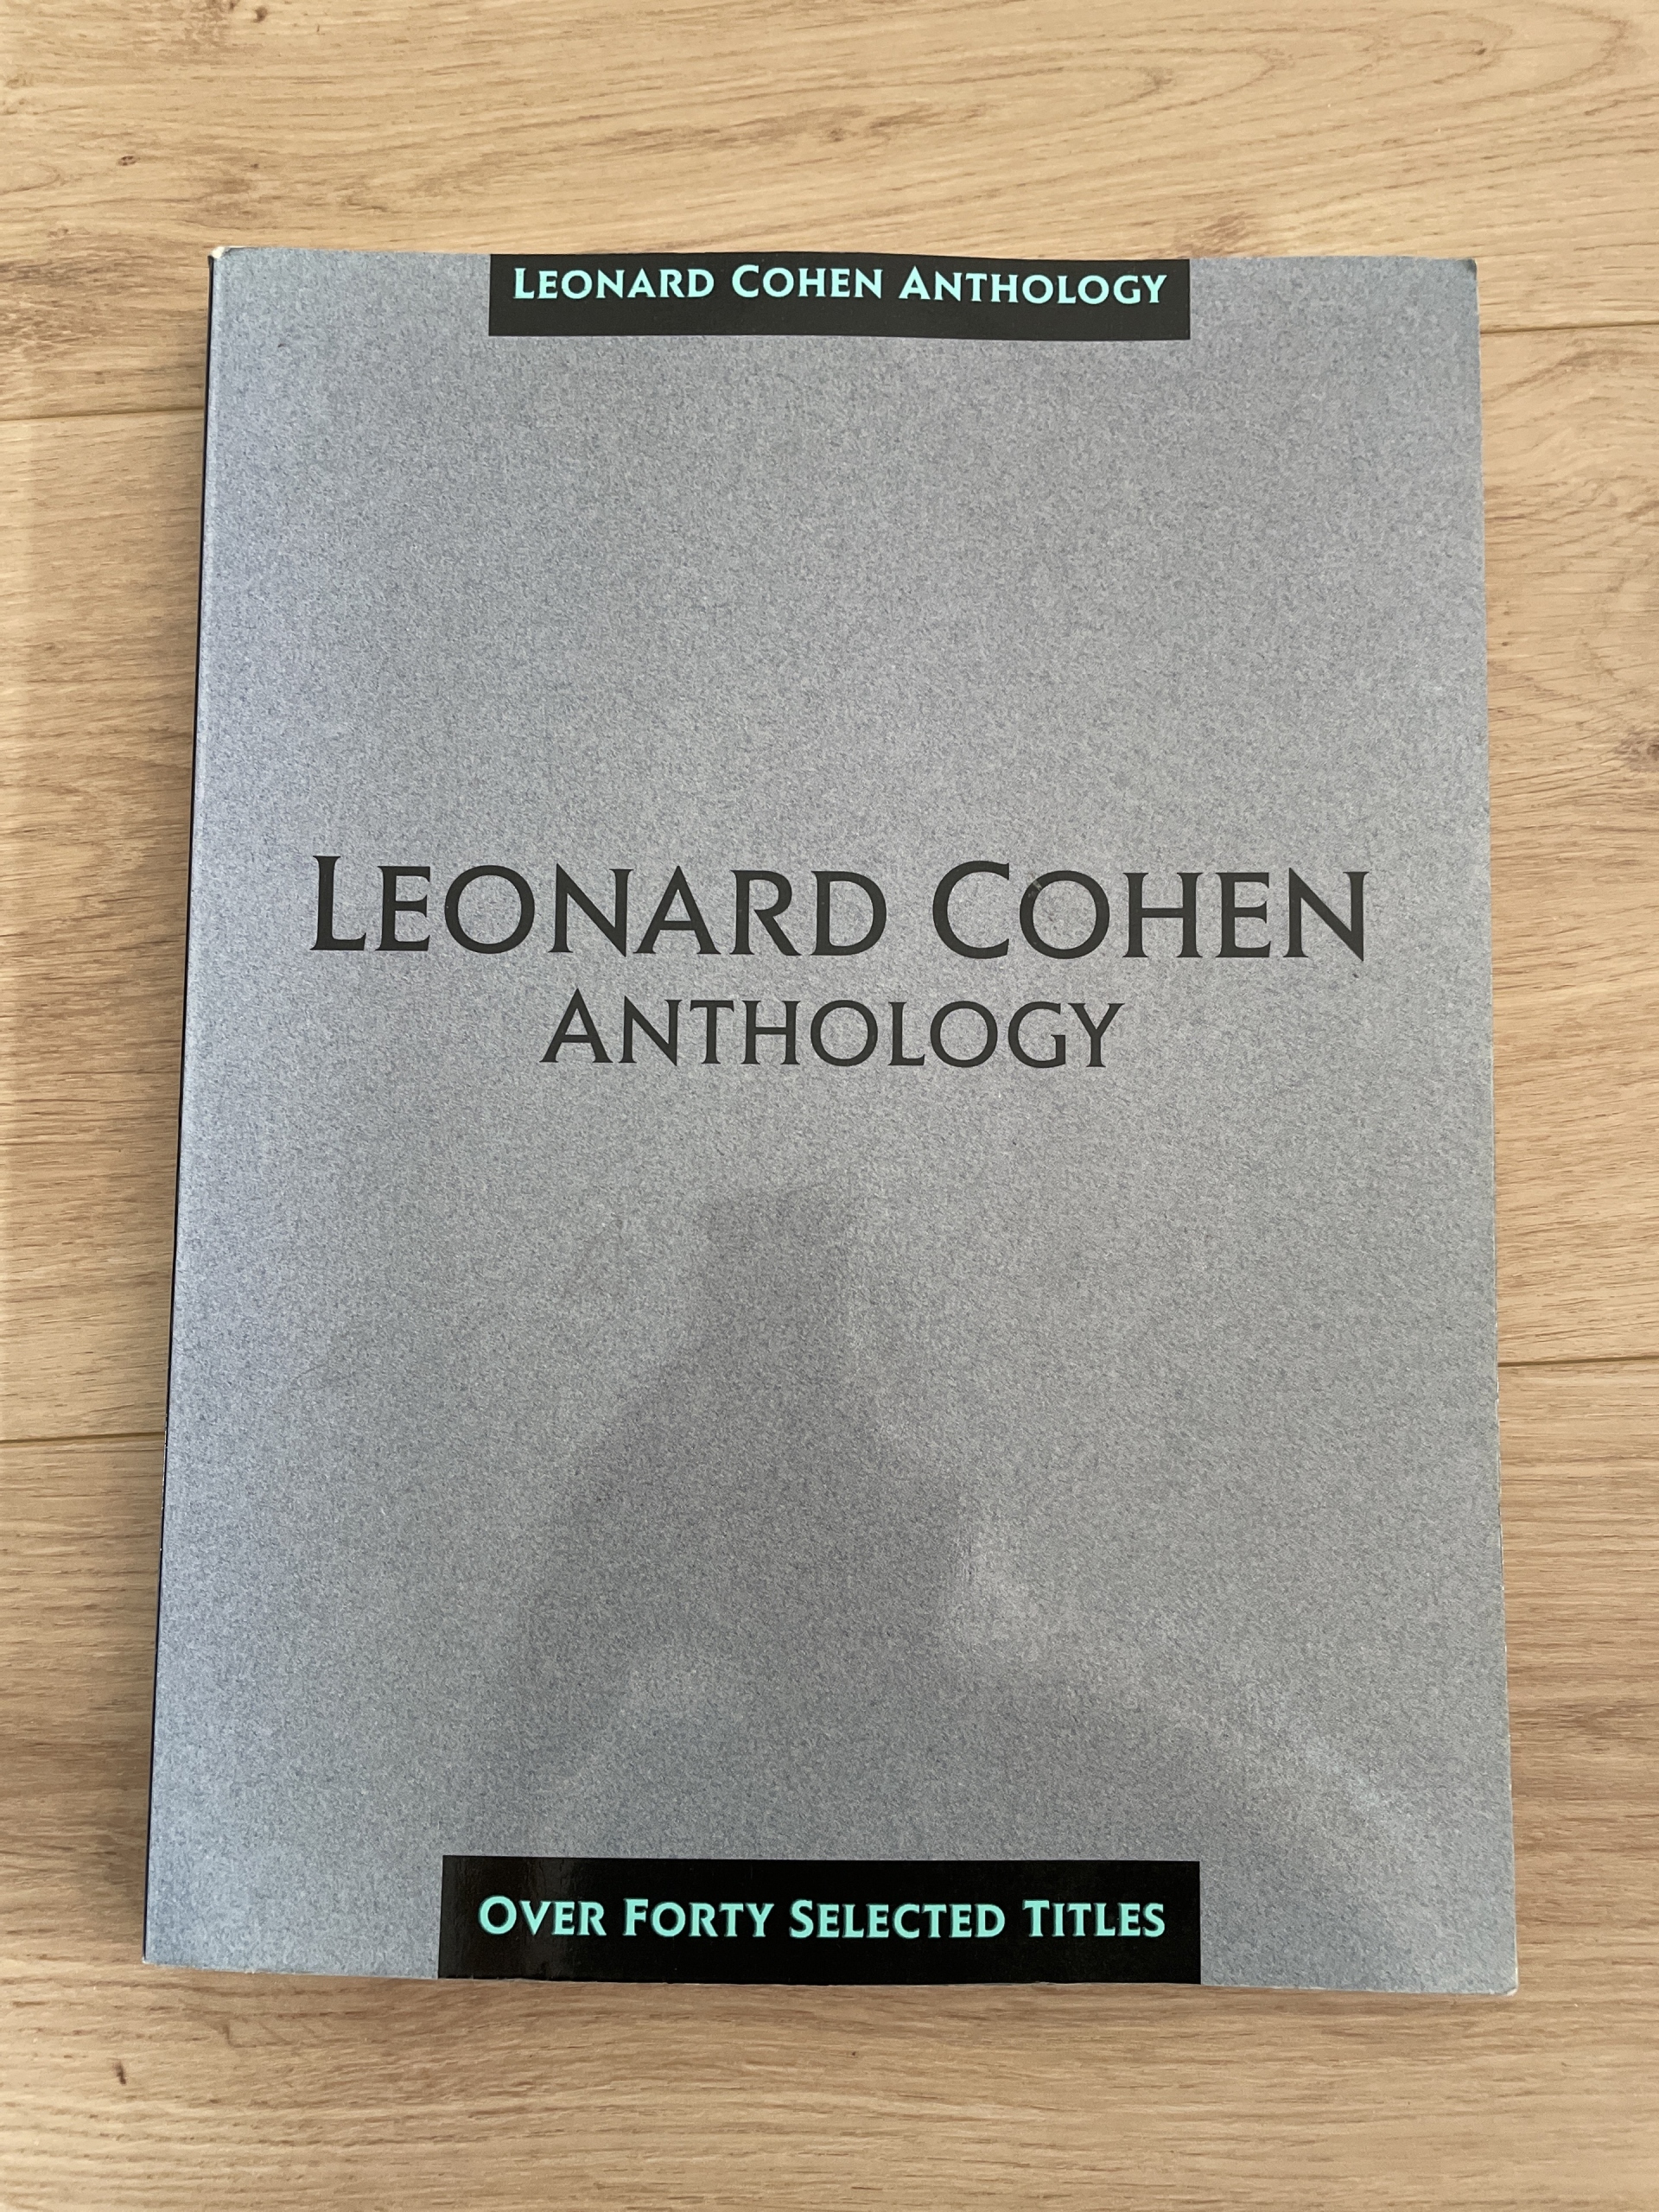 LEONARD COHEN ANTHOLOGY
LEONARD COHEN
ANTHOLOGY
OVER FORTY SELECTED TITLES